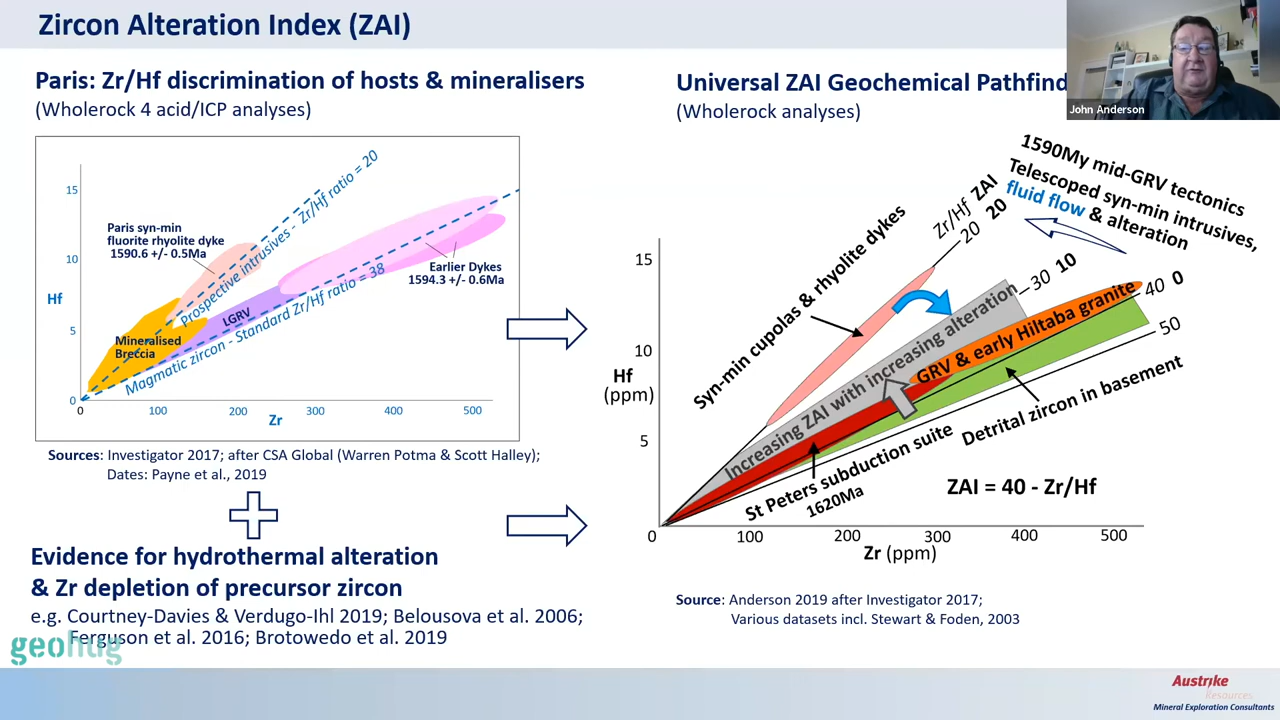 Zircon Alteration Index (ZAI)
Paris: Zr/Hf discrimination of hosts & mineralisers
(Wholerock 4 acid/ICP analyses)
15
10
5
0
Hf
0
100
200
300
400
500
Zr
Paris syn-min
fluorite rhyolite dyke
1590.6 +/- 0.5Ma
Prospective intrusives - Zr/Hf ratio = 20
Earlier Dykes
1594.3 +/- 0.6Ma
LGRV
Mineralised
Breccia
Magmatic zircon - Standard Zr/Hf ratio = 38
Sources: Investigator 2017; after CSA Global (Warren Potma & Scott Halley);
Dates: Payne et al., 2019
Evidence for hydrothermal alteration
& Zr depletion of precursor zircon
e.g. Courtney-Davies & Verdugo-Ihl 2019; Belousova et al. 2006;
Ferguson et al. 2016; Brotowedo et al. 2019
geohug
Universal ZAI Geochemical Pathfind
(Wholerock analyses)
John Anderson
1590My mid-GRV tectonics
Telescoped syn-min intrusives,
fluid flow & alteration
Zr/Hf ZAI
20 20
30 10
40 0
50
Syn-min cupolas & rhyolite dykes
Increasing ZAI with increasing alteration
GRV & early Hiltaba granite
Detrital zircon in basement
St Peters subduction suite
1620Ma
ZAI = 40 - Zr/Hf
15
10
5
0
Hf
(ppm)
100
200
300
400
500
Zr (ppm)
Source: Anderson 2019 after Investigator 2017;
Various datasets incl. Stewart & Foden, 2003
Austrike
Resources
Mineral Exploration Consultants